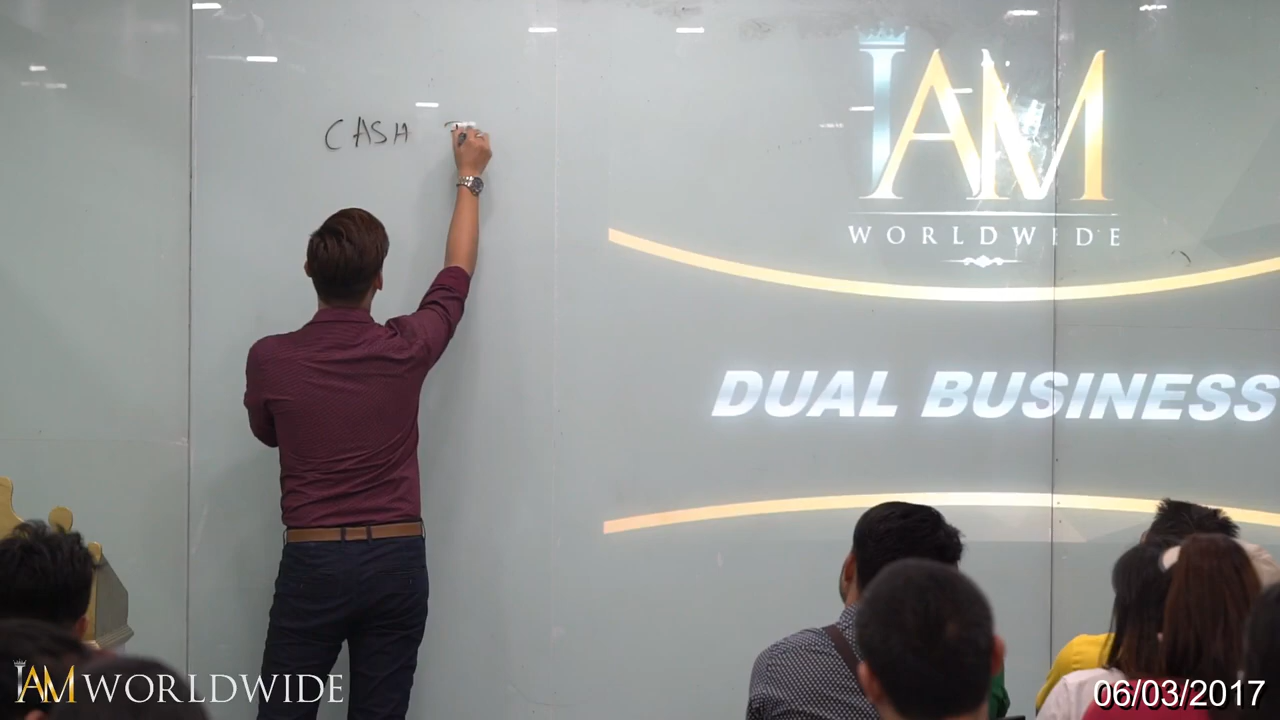 CASH
IAM
WORLDWIDE
DUAL BUSINESS
IAM WORLDWIDE
06/03/2017